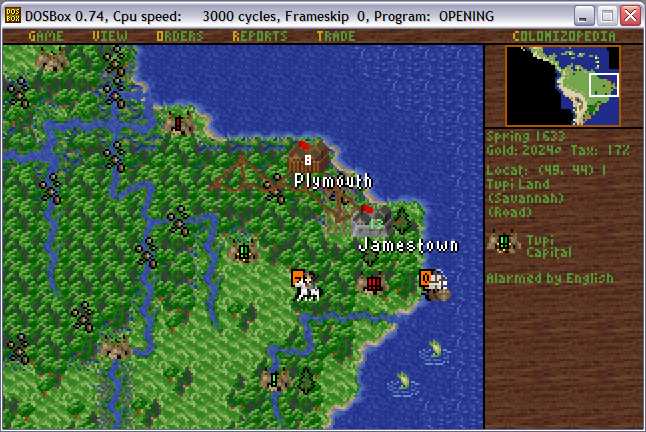 DOSBox 0.74, Cpu speed: 3000 cycles, Frameskip 0, Program: OPENING
GAME VIEW ORDERS REPORTS TRADE COLONIZOPEDIA
Spring 1633
Gold: 2024¢ Tax: 17%
Locat: (49, 44) 1
Tupi Land
(Savannah)
(Road)
Tupi
Capital
Alarmed by English
8
Plymouth
Jamestown